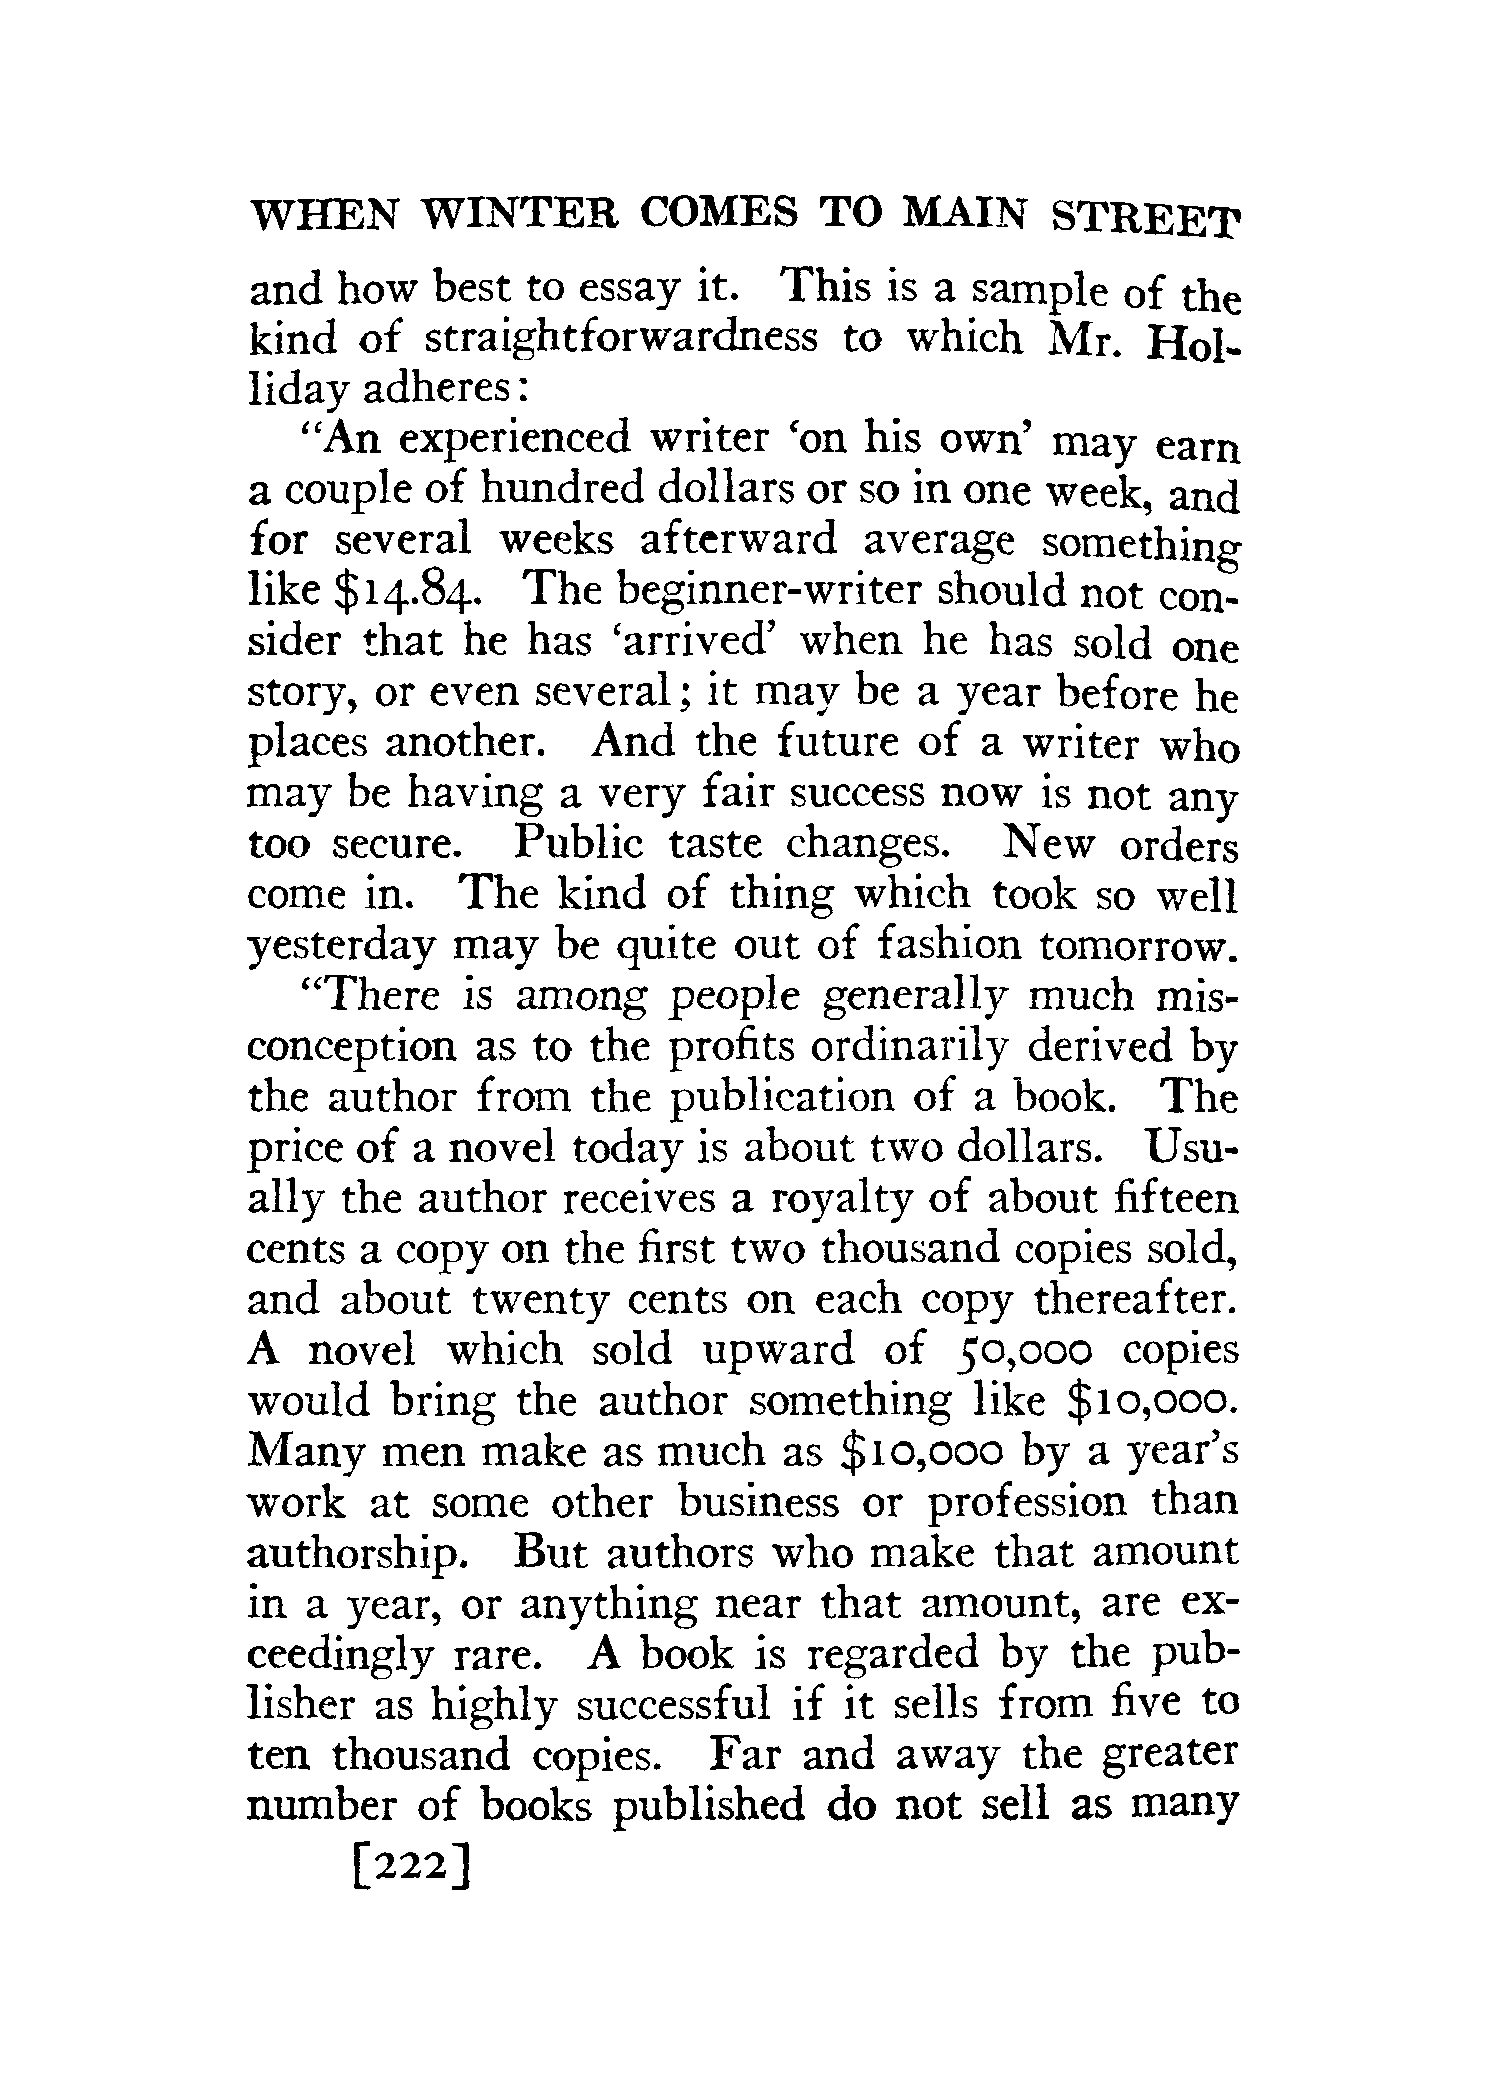 WHEN WINTER COMES TO MAIN STREET
and how best to essay it. This is a sample of the
kind of straightforwardness to which Mr. Hol-
liday adheres:
“An experienced writer ‘on his own’ may earn
a couple of hundred dollars or so in one week, and
for several weeks afterward average something
like $14.84. The beginner-writer should not con-
sider that he has ‘arrived’ when he has sold one
story, or even several; it may be a year before he
places another. And the future of a writer who
may be having a very fair success now is not any
too secure. Public taste changes. New orders
come in. The kind of thing which took so well
yesterday may be quite out of fashion tomorrow.
“There is among people generally much mis-
conception as to the profits ordinarily derived by
the author from the publication of a book. The
price of a novel today is about two dollars. Usu-
ally the author receives a royalty of about fifteen
cents a copy on the first two thousand copies sold,
and about twenty cents on each copy thereafter.
A novel which sold upward of 50,000 copies
would bring the author something like $10,000.
Many men make as much as $10,000 by a year’s
work at some other business or profession than
authorship. But authors who make that amount
in a year, or anything near that amount, are ex-
ceedingly rare. A book is regarded by the pub-
lisher as highly successful if it sells from five to
ten thousand copies. Far and away the greater
number of books published do not sell as many
[222]